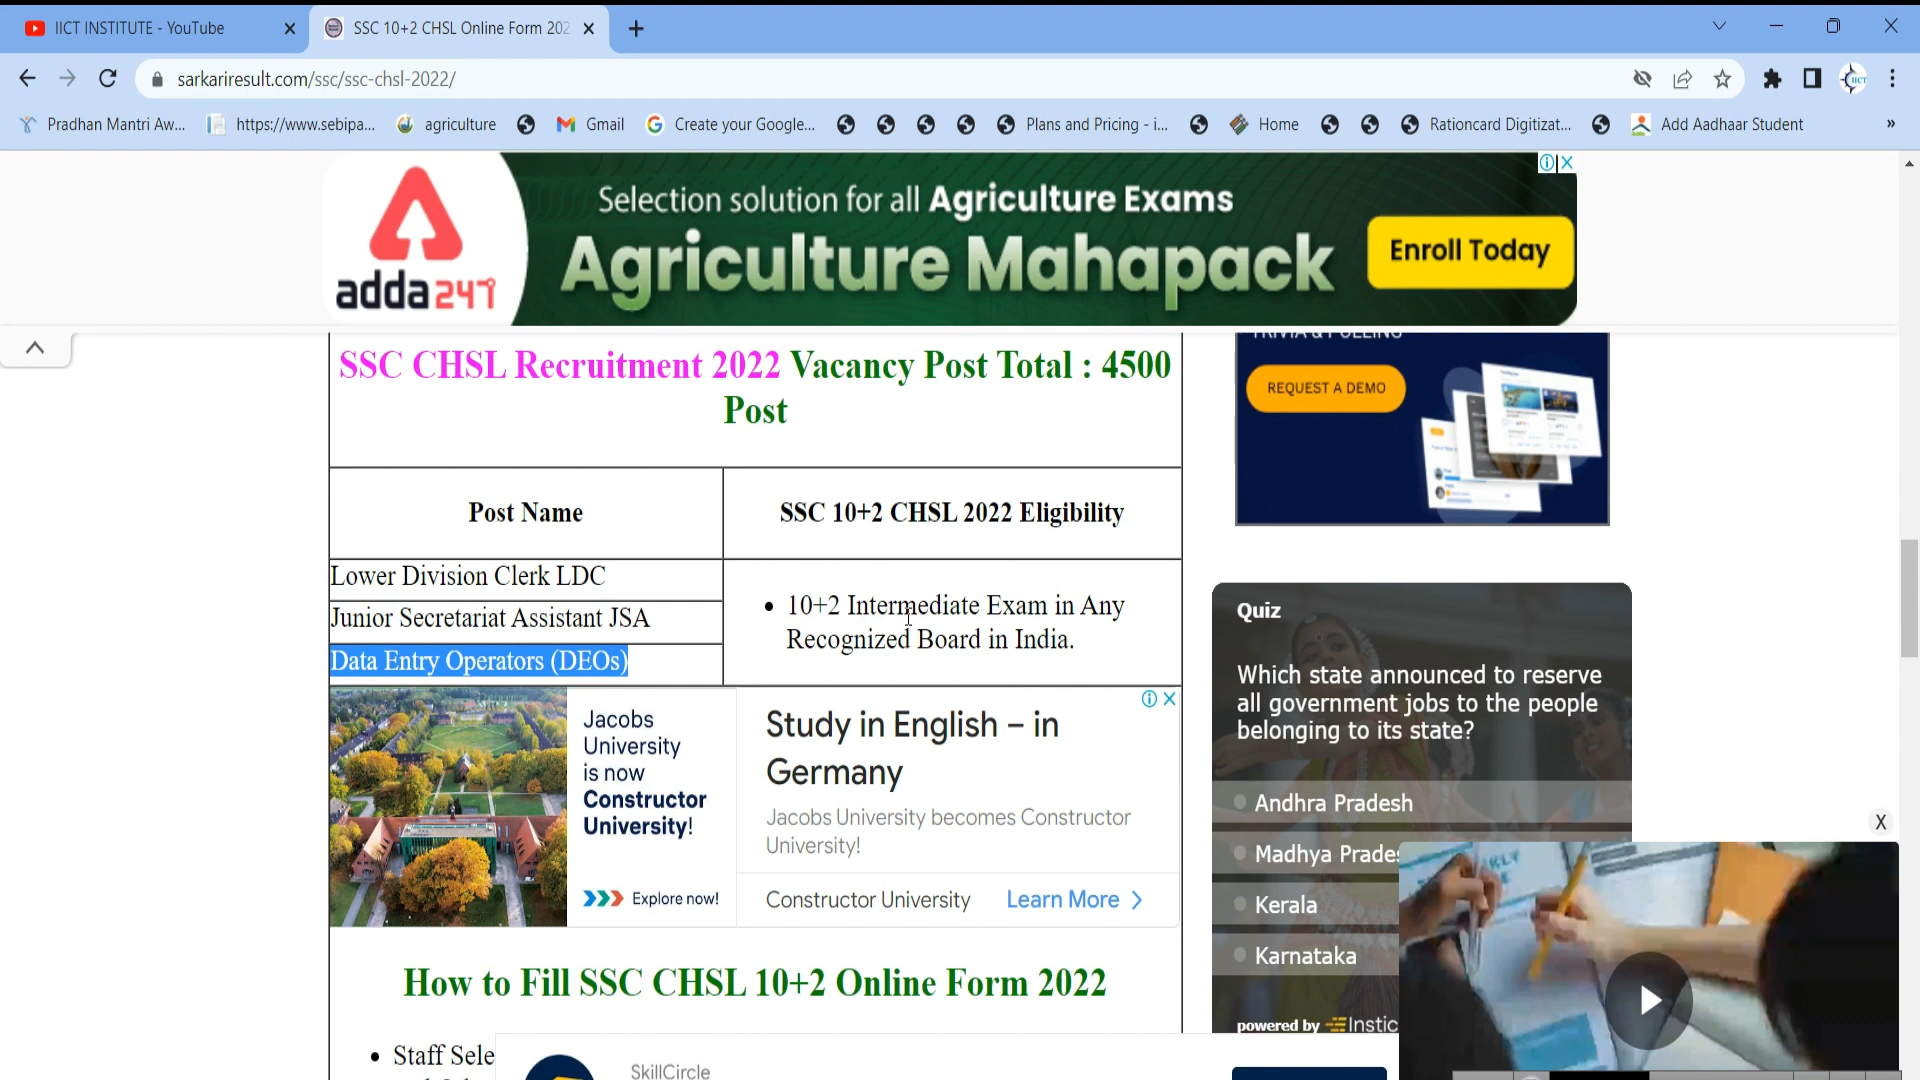 IICT INSTITUTE - YouTube
SSC 10+2 CHSL Online Form 202
sarkariresult.com/ssc/ssc-chsl-2022/
Pradhan Mantri Aw...
https://www.sebipa...
agriculture
Gmail
Create your Google...
Plans and Pricing - i...
Home
Rationcard Digitizat...
Add Aadhaar Student
»
adda247
Selection solution for all Agriculture Exams
Agriculture Mahapack
Enroll Today
SSC CHSL Recruitment 2022 Vacancy Post Total : 4500
Post
Post Name
SSC 10+2 CHSL 2022 Eligibility
Lower Division Clerk LDC
Junior Secretariat Assistant JSA
Data Entry Operators (DEOs)
• 10+2 Intermediate Exam in Any
Recognized Board in India.
Jacobs
University
is now
Constructor
University!
Explore now!
Study in English – in
Germany
Jacobs University becomes Constructor
University!
Constructor University
Learn More
How to Fill SSC CHSL 10+2 Online Form 2022
• Staff Sele
SkillCircle
TRIVIA & POLLING
REQUEST A DEMO
Quiz
Which state announced to reserve
all government jobs to the people
belonging to its state?
Andhra Pradesh
Madhya Prades
Kerala
Karnataka
powered by Instic
X